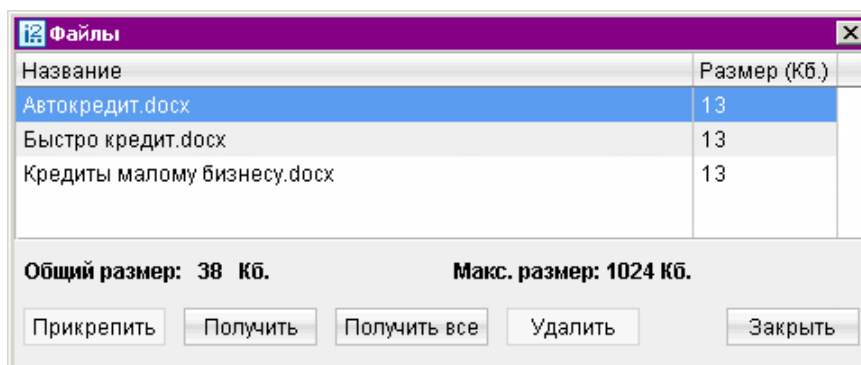 Файлы
Название Размер (Кб.)
Автокредит.docx 13
Быстро кредит.docx 13
Кредиты малому бизнесу.docx 13
Общий размер: 38 Кб. Макс. размер: 1024 Кб.
Прикрепить Получить Получить все Удалить Закрыть